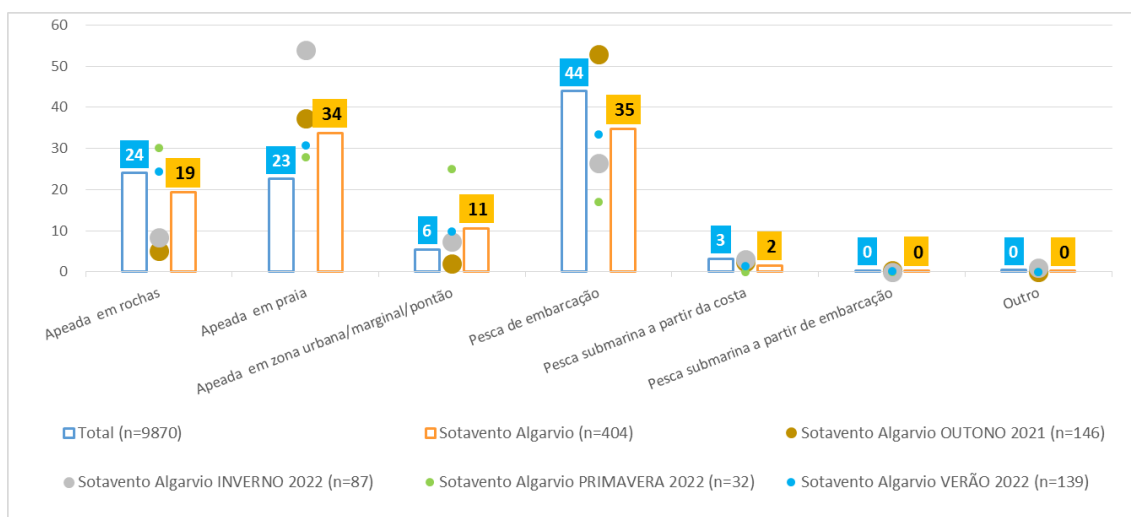 60
50
40
30
20
10
0
24
19
23
34
6
11
44
35
3
2
0
0
0
0
Apeada em rochas
Apeada em praia
Apeada em zona urbana/marginal/pontão
Pesca de embarcação
Pesca submarina a partir da costa
Pesca submarina a partir de embarcação
Outro
Total (n=9870)
Sotavento Algarvio (n=404)
Sotavento Algarvio OUTONO 2021 (n=146)
Sotavento Algarvio INVERNO 2022 (n=87)
Sotavento Algarvio PRIMAVERA 2022 (n=32)
Sotavento Algarvio VERÃO 2022 (n=139)